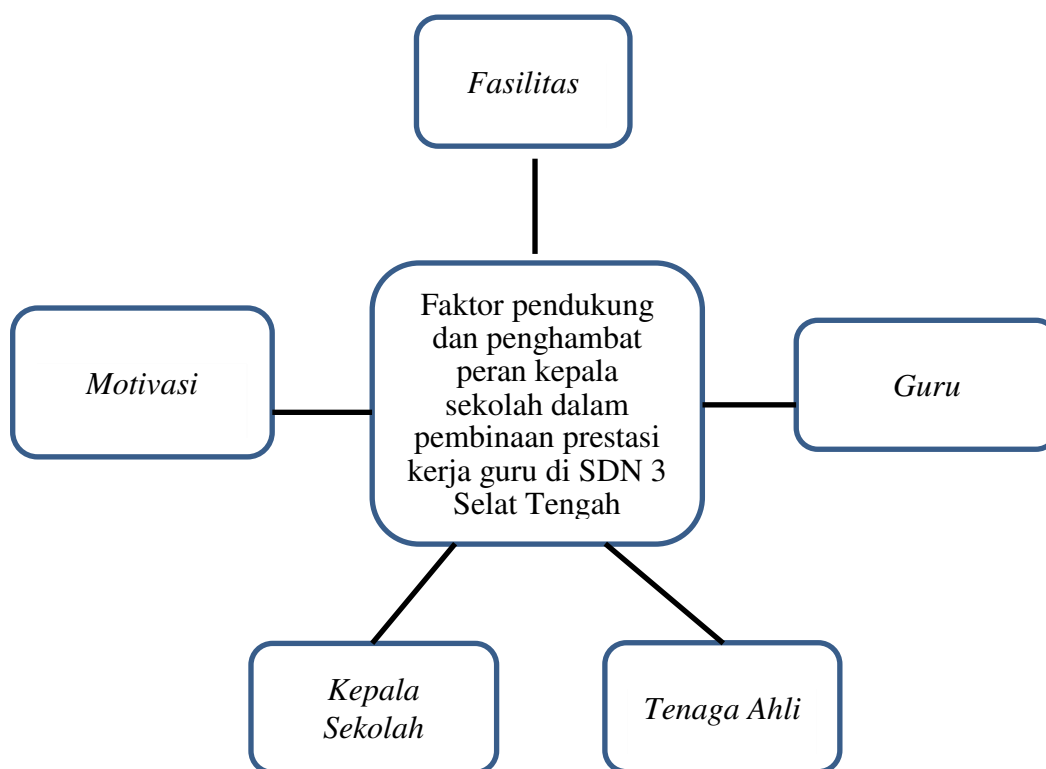 Fasilitas
Faktor pendukung
dan penghambat
peran kepala
sekolah dalam
pembinaan prestasi
kerja guru di SDN 3
Selat Tengah
Motivasi
Guru
Kepala
Sekolah
Tenaga Ahli